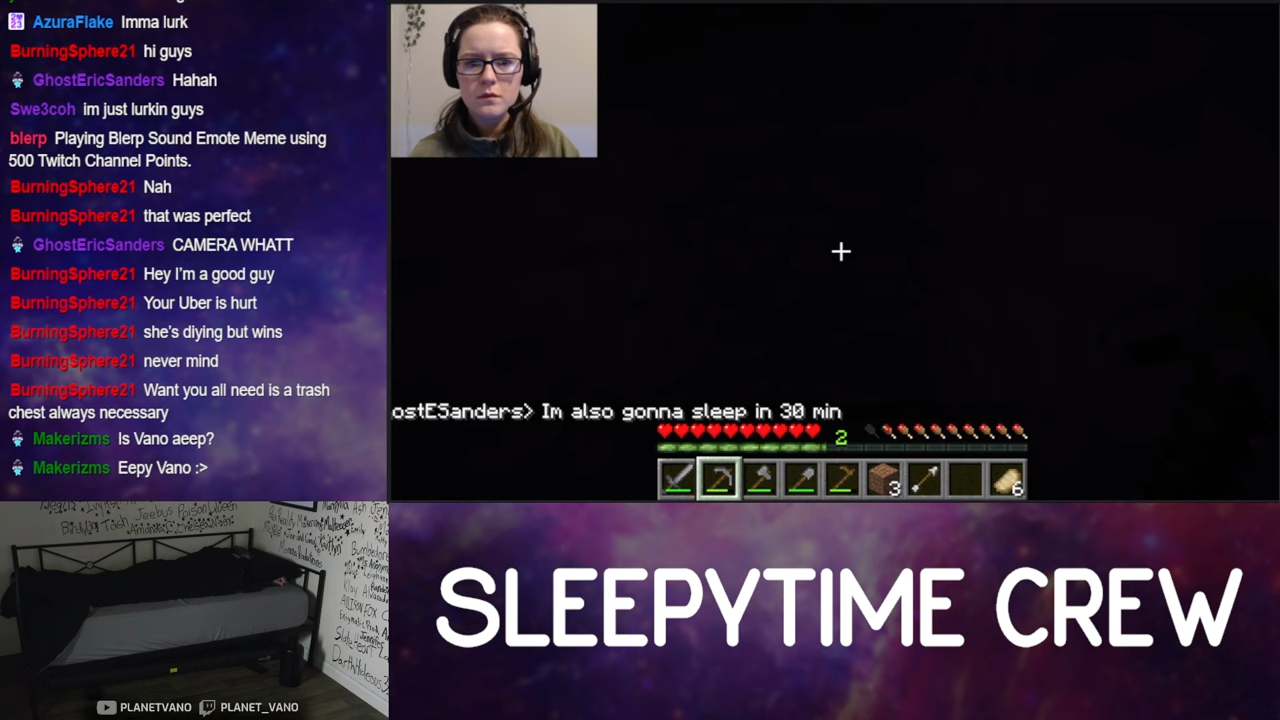 AzuraFlake Imma lurk
BurningSphere21 hi guys
GhostEricSanders Hahah
Swe3coh im just lurkin guys
blerp Playing Blerp Sound Emote Meme using
500 Twitch Channel Points.
BurningSphere21 Nah
BurningSphere21 that was perfect
GhostEricSanders CAMERA WHATT
BurningSphere21 Hey I'm a good guy
BurningSphere21 Your Uber is hurt
BurningSphere21 she's diying but wins
BurningSphere21 never mind
BurningSphere21 Want you all need is a trash
chest always necessary
Makerizms Is Vano aeep?
Makerizms Eepy Vano :>
ostESanders> Im also gonna sleep in 30 min
2
3
6
SLEEPYTIME CREW
Jeebus Poison Queen
DarthHideous
PLANETVANO PLANET_VANO